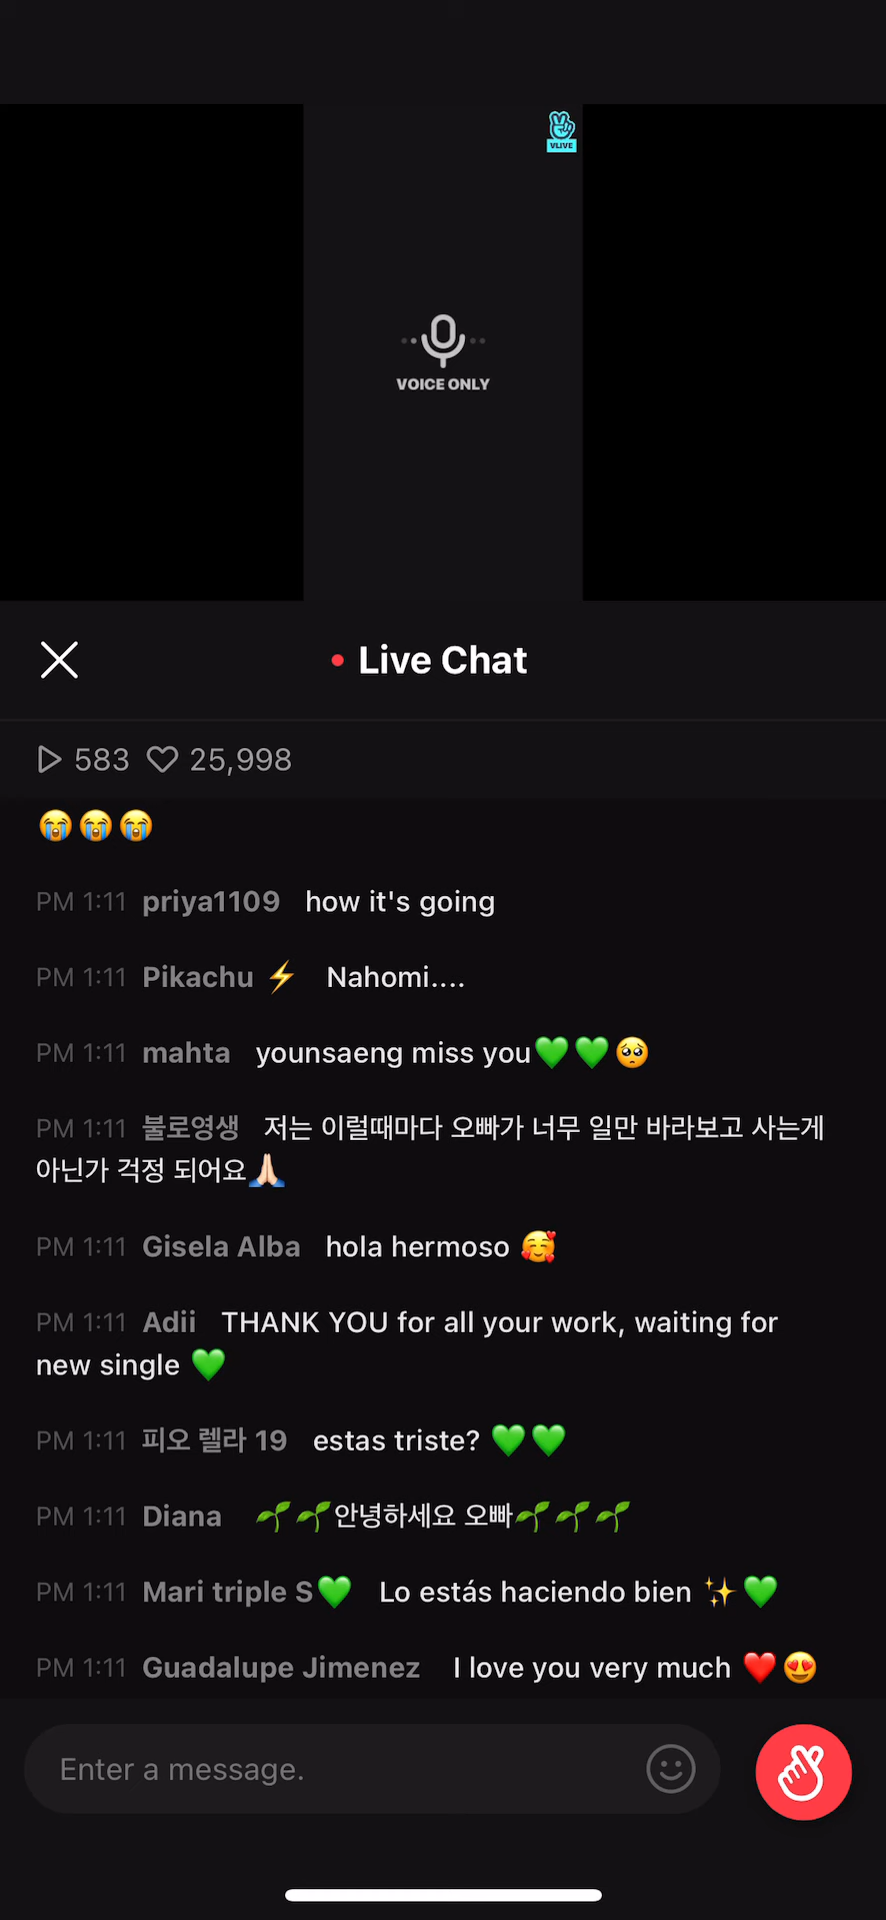 VLIVE
VOICE ONLY
Live Chat
583 25,998
😭😭😭
PM 1:11 priya1109 how it's going
PM 1:11 Pikachu ⚡ Nahomi....
PM 1:11 mahta younsaeng miss you💚💚🥺
PM 1:11 불로영생 저는 이럴때마다 오빠가 너무 일만 바라보고 사는게
아닌가 걱정 되어요🙏🏻
PM 1:11 Gisela Alba hola hermoso 🥰
PM 1:11 Adii THANK YOU for all your work, waiting for
new single 💚
PM 1:11 피오 렐라 19 estas triste? 💚💚
PM 1:11 Diana 🌱🌱안녕하세요 오빠🌱🌱🌱
PM 1:11 Mari triple S💚 Lo estás haciendo bien ✨💚
PM 1:11 Guadalupe Jimenez I love you very much ❤️😍
Enter a message.